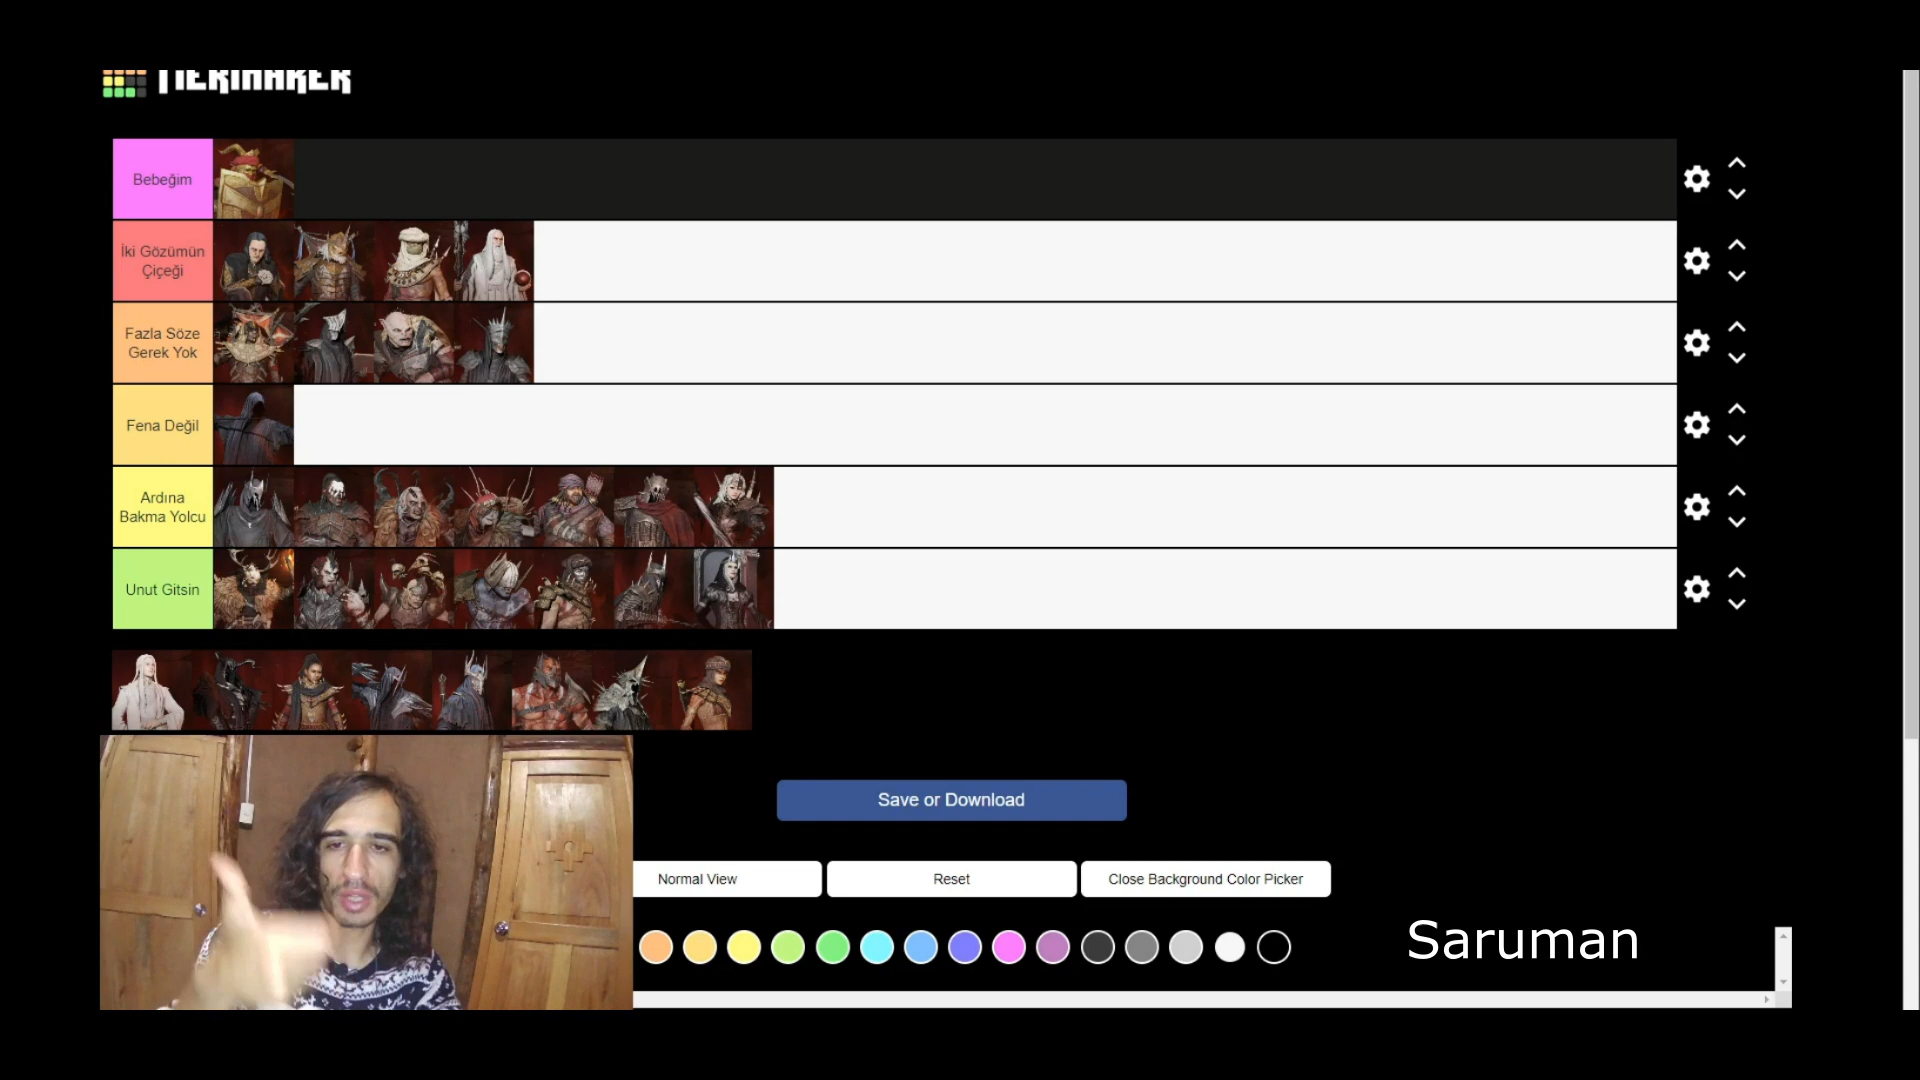 TIERMAKER
Bebeğim
İki Gözümün
Çiçeği
Fazla Söze
Gerek Yok
Fena Değil
Ardına
Bakma Yolcu
Unut Gitsin
Save or Download
Normal View
Reset
Close Background Color Picker
Saruman